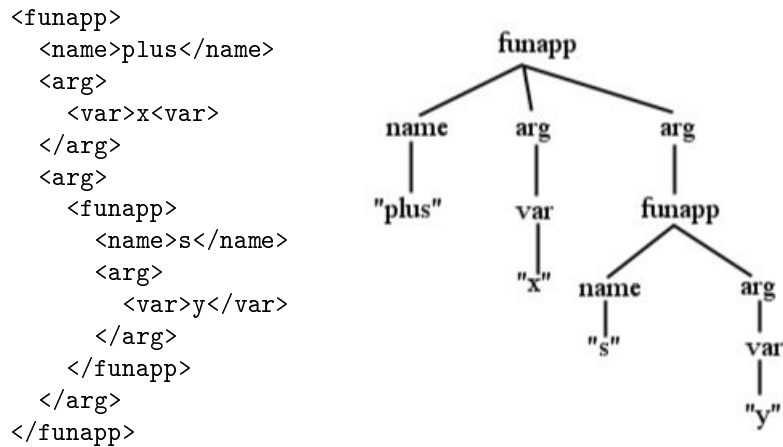 <funapp>
<name>plus</name>
<arg>
<var>x<var>
</arg>
<arg>
<funapp>
<name>s</name>
<arg>
<var>y</var>
</arg>
</funapp>
</arg>
</funapp>
funapp
name arg arg
"plus" var funapp
"x" name arg
"s" var
"y"